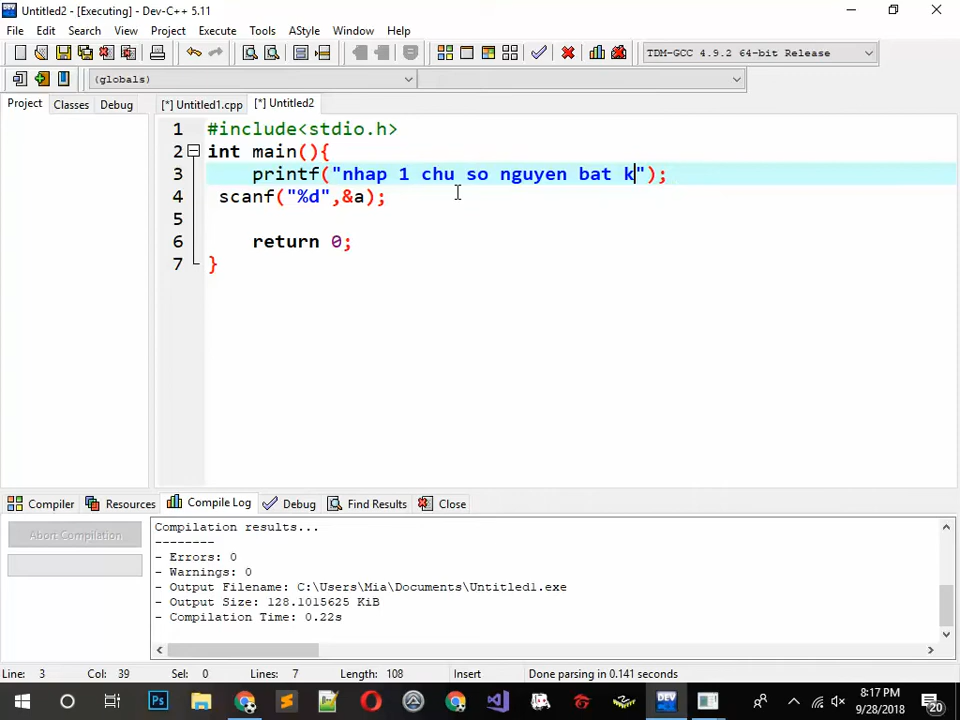 Untitled2 - [Executing] - Dev-C++ 5.11
File Edit Search View Project Execute Tools AStyle Window Help
TDM-GCC 4.9.2 64-bit Release
(globals)
Project Classes Debug [*] Untitled1.cpp [*] Untitled2
1 #include<stdio.h>
2 int main(){
3 printf("nhap 1 chu so nguyen bat k");
4 scanf("%d",&a);
5
6 return 0;
7 }
Compiler Resources Compile Log Debug Find Results Close
Abort Compilation
Compilation results...
--------
- Errors: 0
- Warnings: 0
- Output Filename: C:\Users\Mia\Documents\Untitled1.exe
- Output Size: 128.1015625 KiB
- Compilation Time: 0.22s
Line: 3 Col: 39 Sel: 0 Lines: 7 Length: 108 Insert Done parsing in 0.141 seconds
Ps DEV 8:17 PM
9/28/2018 20